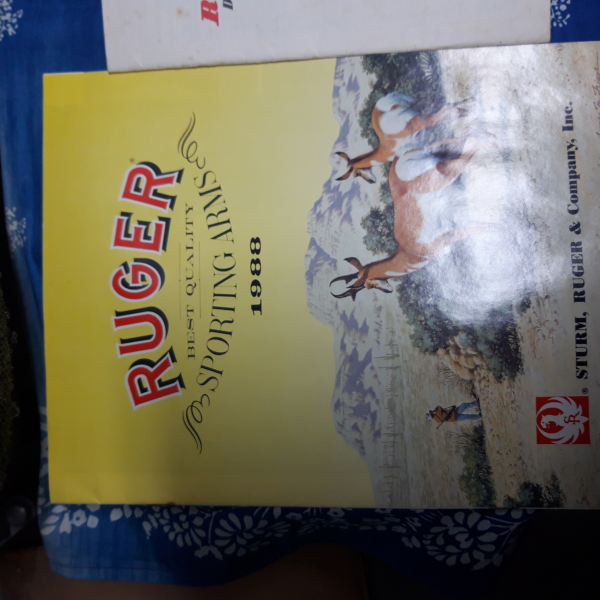 RUGER®
BEST QUALITY
SPORTING ARMS
1988
® STURM, RUGER & Company, Inc.